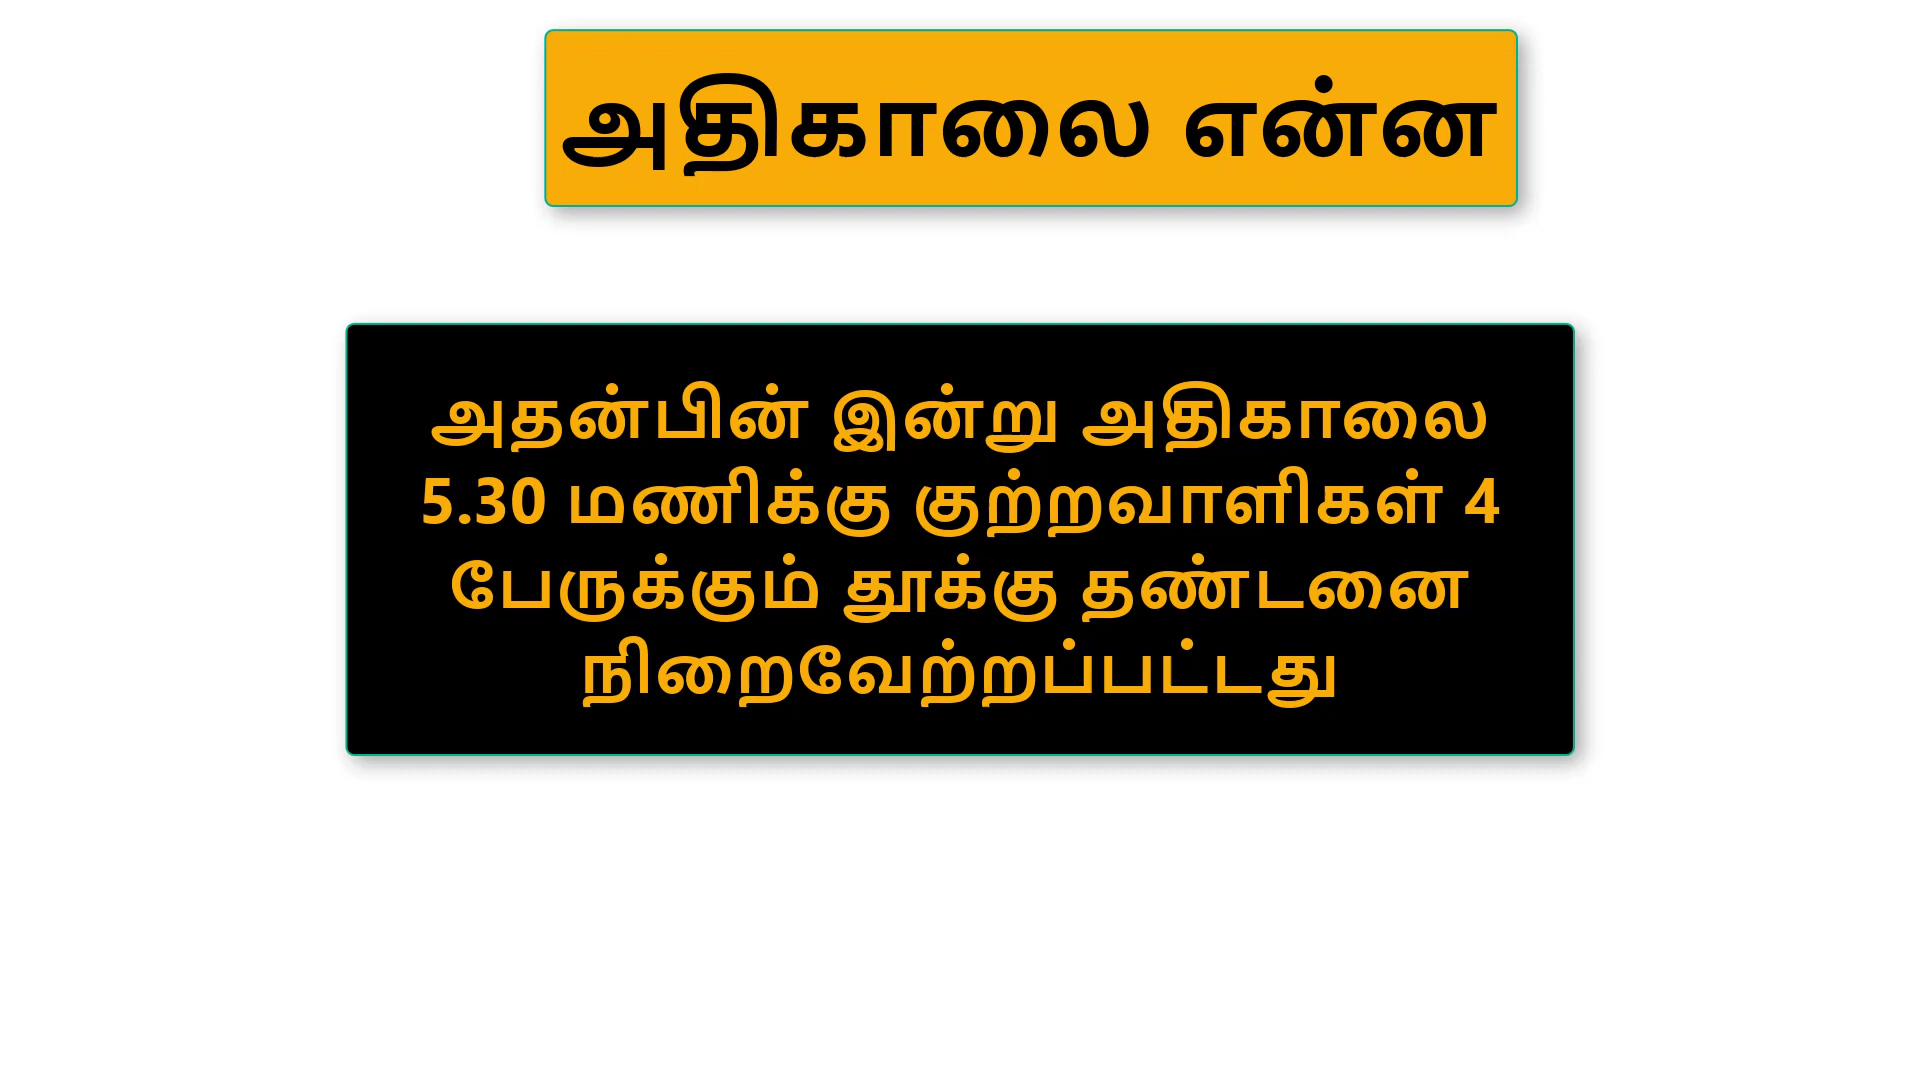 அதிகாலை என்ன
அதன்பின் இன்று அதிகாலை
5.30 மணிக்கு குற்றவாளிகள் 4
பேருக்கும் தூக்கு தண்டனை
நிறைவேற்றப்பட்டது